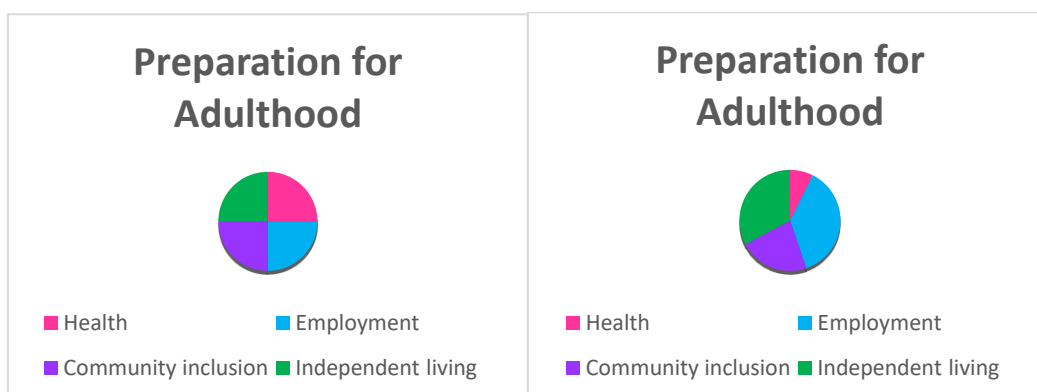 Preparation for
Adulthood
Health
Employment
Community inclusion
Independent living
Preparation for
Adulthood
Health
Employment
Community inclusion
Independent living